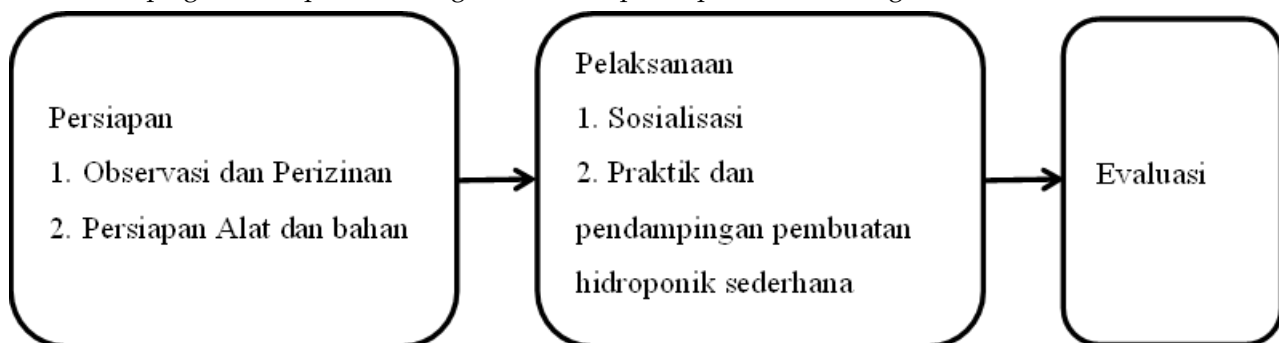 Persiapan
1. Observasi dan Perizinan
2. Persiapan Alat dan bahan
Pelaksanaan
1. Sosialisasi
2. Praktik dan
pendampingan pembuatan
hidroponik sederhana
Evaluasi